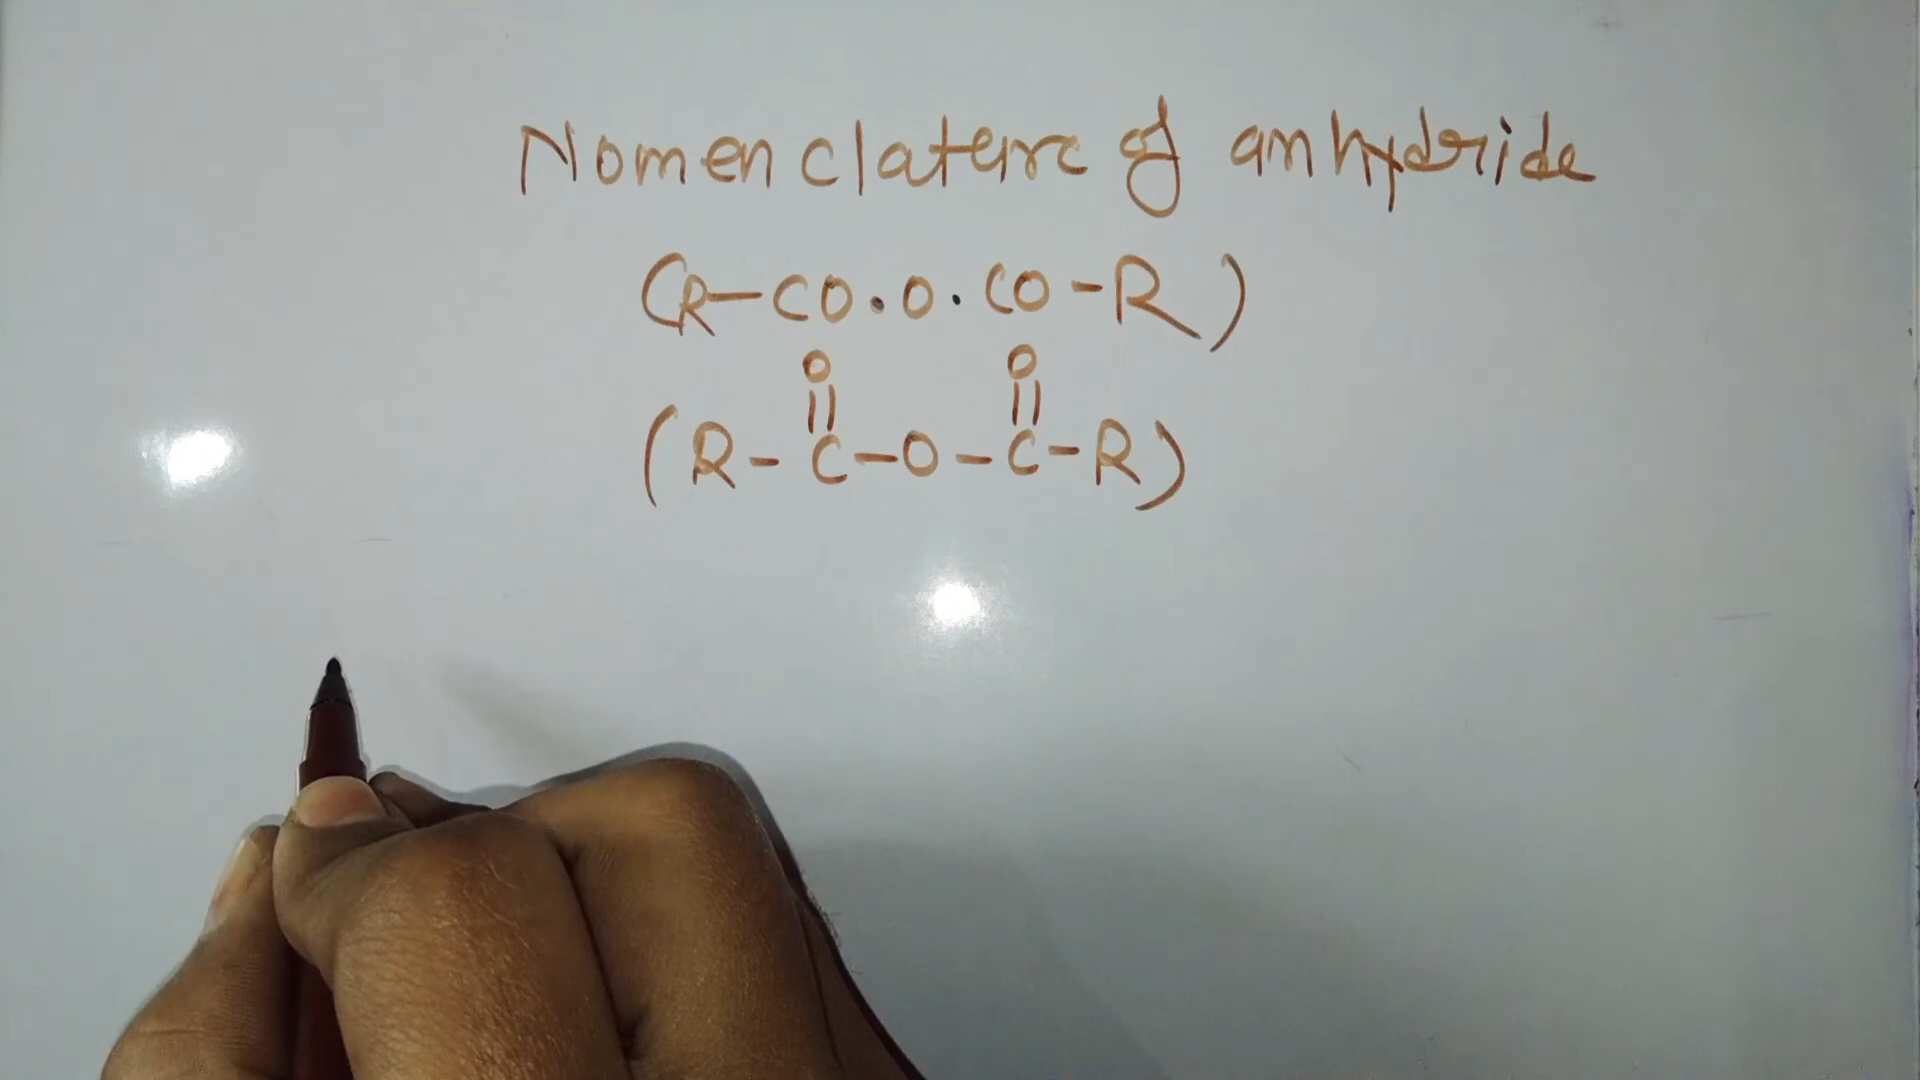 Nomenclature of anhydride
(R-CO.O.CO-R)
O O
|| ||
(R-C-O-C-R)